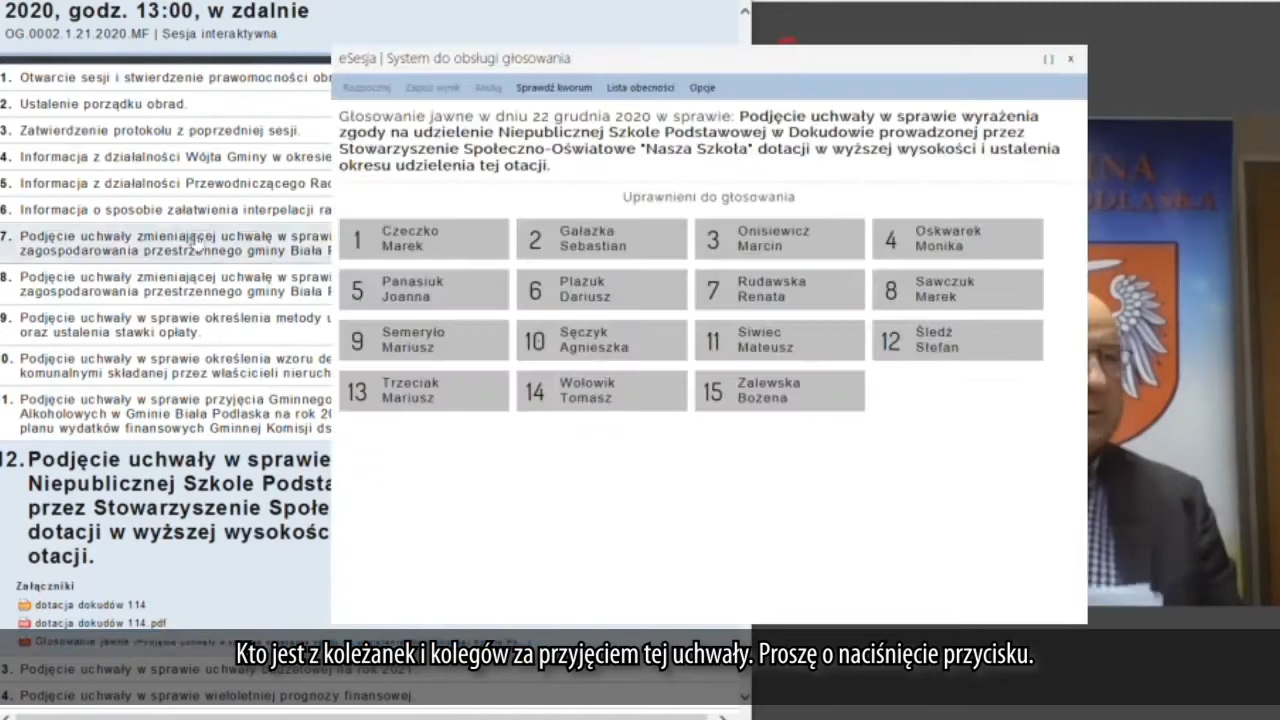 2020, godz. 13:00, w zdalnie
OG.0002.1.21.2020.MF | Sesja interaktywna
1. Otwarcie sesji i stwierdzenie prawomocności
2. Ustalenie porządku obrad.
3. Zatwierdzenie protokołu z poprzedniej sesji.
4. Informacja z działalności Wójta Gminy w okresie
5. Informacja z działalności Przewodniczącego
6. Informacja o sposobie załatwienia interpelacji
7. Podjęcie uchwały zmieniającej uchwałę w
zagospodarowania przestrzennego gminy Biała
8. Podjęcie uchwały zmieniającej uchwałę w
zagospodarowania przestrzennego gminy Biała
9. Podjęcie uchwały w sprawie określenia metody
oraz ustalenia stawki opłaty.
0. Podjęcie uchwały w sprawie określenia wzoru
komunalnymi składanej przez właścicieli
1. Podjęcie uchwały w sprawie przyjęcia Gminnego
Alkoholowych w Gminie Biała Podlaska na rok
planu wydatków finansowych Gminnej Komisji
12. Podjęcie uchwały w sprawie
Niepublicznej Szkole
przez Stowarzyszenie
dotacji w wyższej
otacji.
Załączniki
dotacja dokudów 114
dotacja dokudów 114.pdf
Głosowanie jawne
3. Podjęcie uchwały w sprawie uchwały budżetowej na rok 2021
4. Podjęcie uchwały w sprawie wieloletniej prognozy finansowej.
eSesja | System do obsługi głosowania
x
Rozpocznij Zapisz wynik Anuluj Sprawdź kworum Lista obecności Opcje
Głosowanie jawne w dniu 22 grudnia 2020 w sprawie: Podjęcie uchwały w sprawie wyrażenia
zgody na udzielenie Niepublicznej Szkole Podstawowej w Dokudowie prowadzonej przez
Stowarzyszenie Społeczno-Oświatowe "Nasza Szkoła" dotacji w wyższej wysokości i ustalenia
okresu udzielenia tej otacji.
Uprawnieni do głosowania
1 Czeczko Marek
2 Gałązka Sebastian
3 Onisiewicz Marcin
4 Oskwarek Monika
5 Panasiuk Joanna
6 Plażuk Dariusz
7 Rudawska Renata
8 Sawczuk Marek
9 Semeryło Mariusz
10 Sęczyk Agnieszka
11 Siwiec Mateusz
12 Śledź Stefan
13 Trzeciak Mariusz
14 Wołowik Tomasz
15 Zalewska Bożena
Kto jest z koleżanek i kolegów za przyjęciem tej uchwały. Proszę o naciśnięcie przycisku.